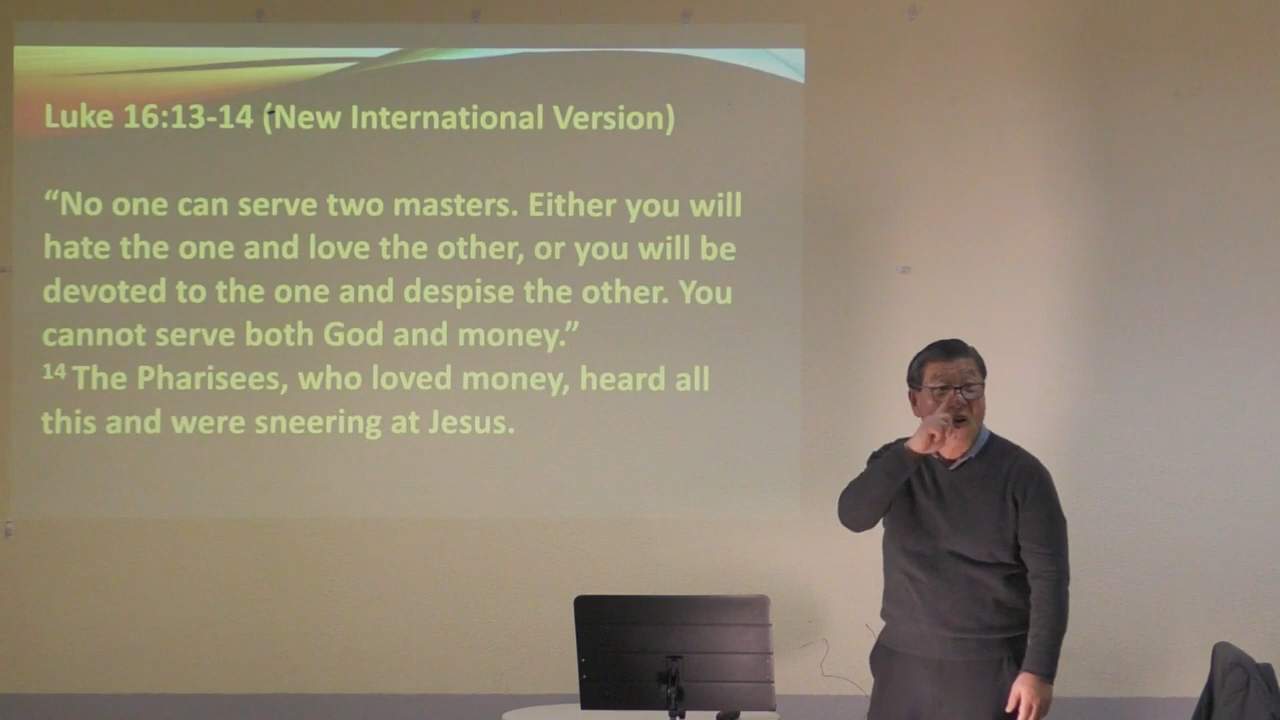 Luke 16:13-14 (New International Version)
“No one can serve two masters. Either you will
hate the one and love the other, or you will be
devoted to the one and despise the other. You
cannot serve both God and money.”
14 The Pharisees, who loved money, heard all
this and were sneering at Jesus.